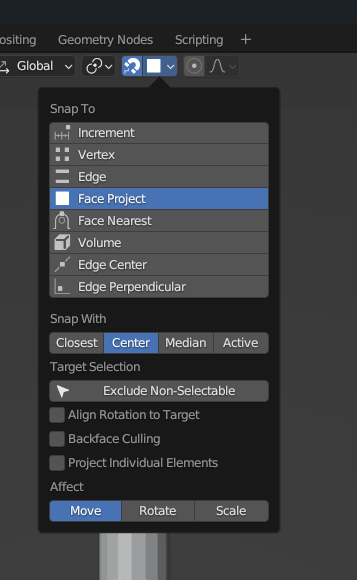 ositing Geometry Nodes Scripting +
Global
Snap To
Increment
Vertex
Edge
Face Project
Face Nearest
Volume
Edge Center
Edge Perpendicular
Snap With
Closest Center Median Active
Target Selection
Exclude Non-Selectable
Align Rotation to Target
Backface Culling
Project Individual Elements
Affect
Move Rotate Scale